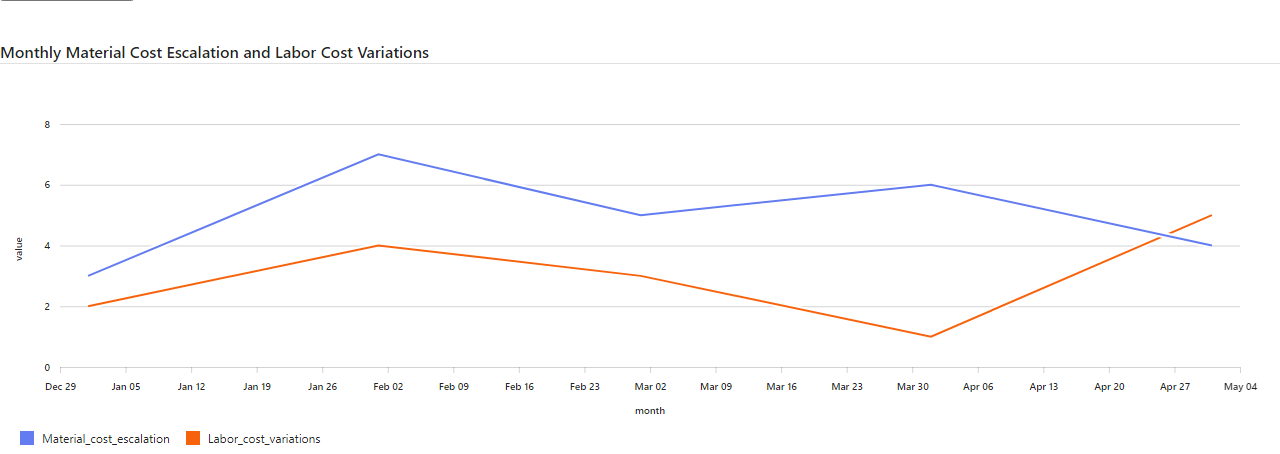 Monthly Material Cost Escalation and Labor Cost Variations
8
6
4
2
0
value
Dec 29 Jan 05 Jan 12 Jan 19 Jan 26 Feb 02 Feb 09 Feb 16 Feb 23 Mar 02 Mar 09 Mar 16 Mar 23 Mar 30 Apr 06 Apr 13 Apr 20 Apr 27 May 04
month
Material_cost_escalation Labor_cost_variations